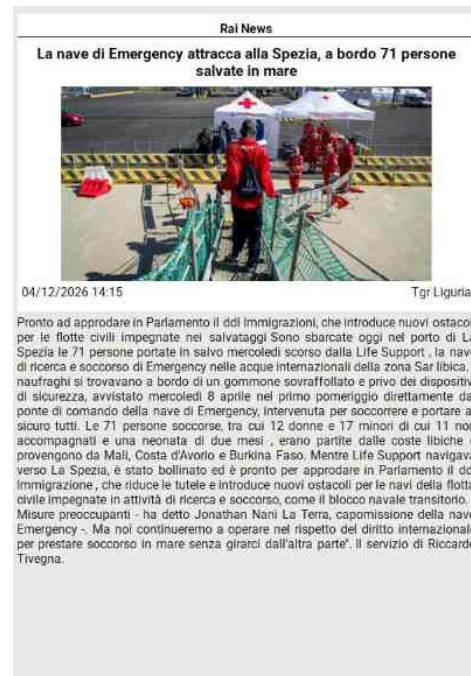 Rai News
La nave di Emergency attracca alla Spezia, a bordo 71 persone
salvate in mare
04/12/2026 14:15
Tgr Liguria
Pronto ad approdare in Parlamento il ddl Immigrazioni, che introduce nuovi ostacol
per le flotte civili impegnate nei salvataggi Sono sbarcate oggi nel porto di La
Spezia le 71 persone portate in salvo mercoledì scorso dalla Life Support , la nave
di ricerca e soccorso di Emergency nelle acque internazionali della zona Sar libica.
naufraghi si trovavano a bordo di un gommone sovraffollato e privo dei dispositiv
di sicurezza, avvistato mercoledì 8 aprile nel primo pomeriggio direttamente da
ponte di comando della nave di Emergency, intervenuta per soccorrere e portare a
sicuro tutti. Le 71 persone soccorse, tra cui 12 donne e 17 minori di cui 11 non
accompagnati e una neonata di due mesi , erano partite dalle coste libiche e
provengono da Mali, Costa d'Avorio e Burkina Faso. Mentre Life Support navigava
verso La Spezia, è stato bollinato ed è pronto per approdare in Parlamento il dd
Immigrazione , che riduce le tutele e introduce nuovi ostacoli per le navi della flotta
civile impegnate in attività di ricerca e soccorso, come il blocco navale transitorio.
Misure preoccupanti - ha detto Jonathan Nanì La Terra, capomissione della nave
Emergency -. Ma noi continueremo a operare nel rispetto del diritto internazionale
per prestare soccorso in mare senza girarci dall'altra parte". Il servizio di Riccardo
Tivegna.